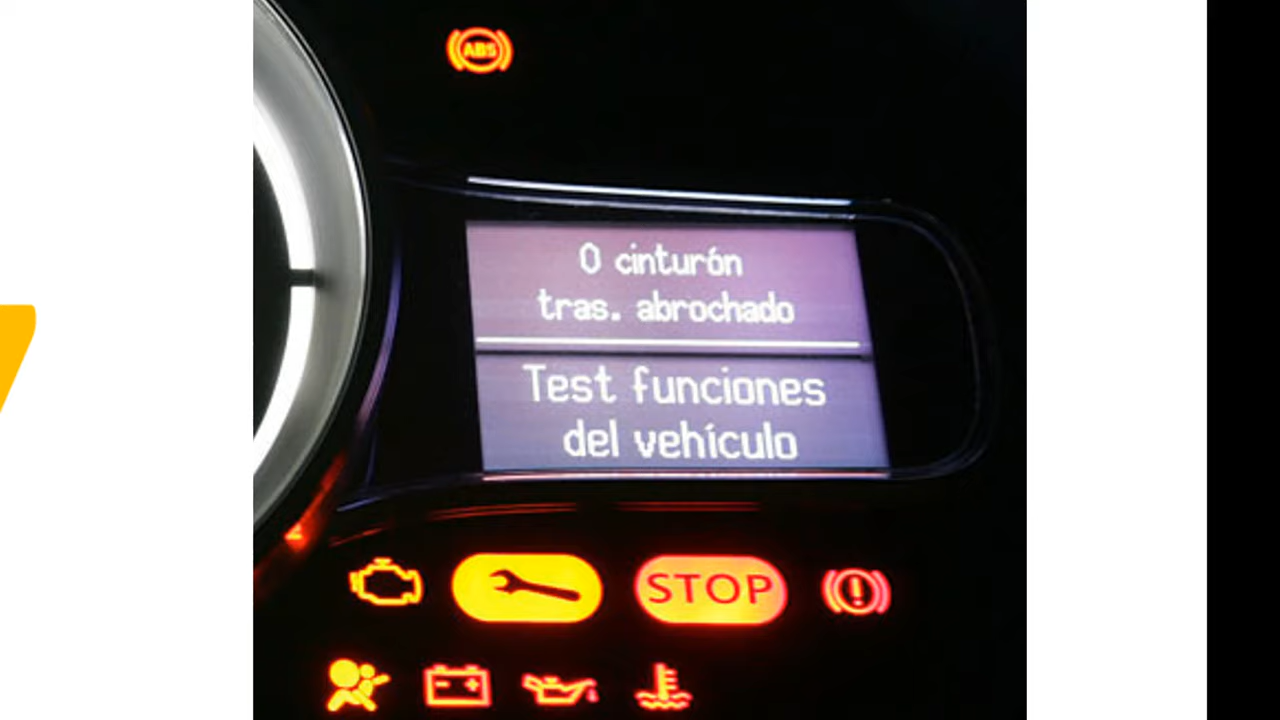 ABS
0 cinturón
tras. abrochado
Test funciones
del vehículo
STOP